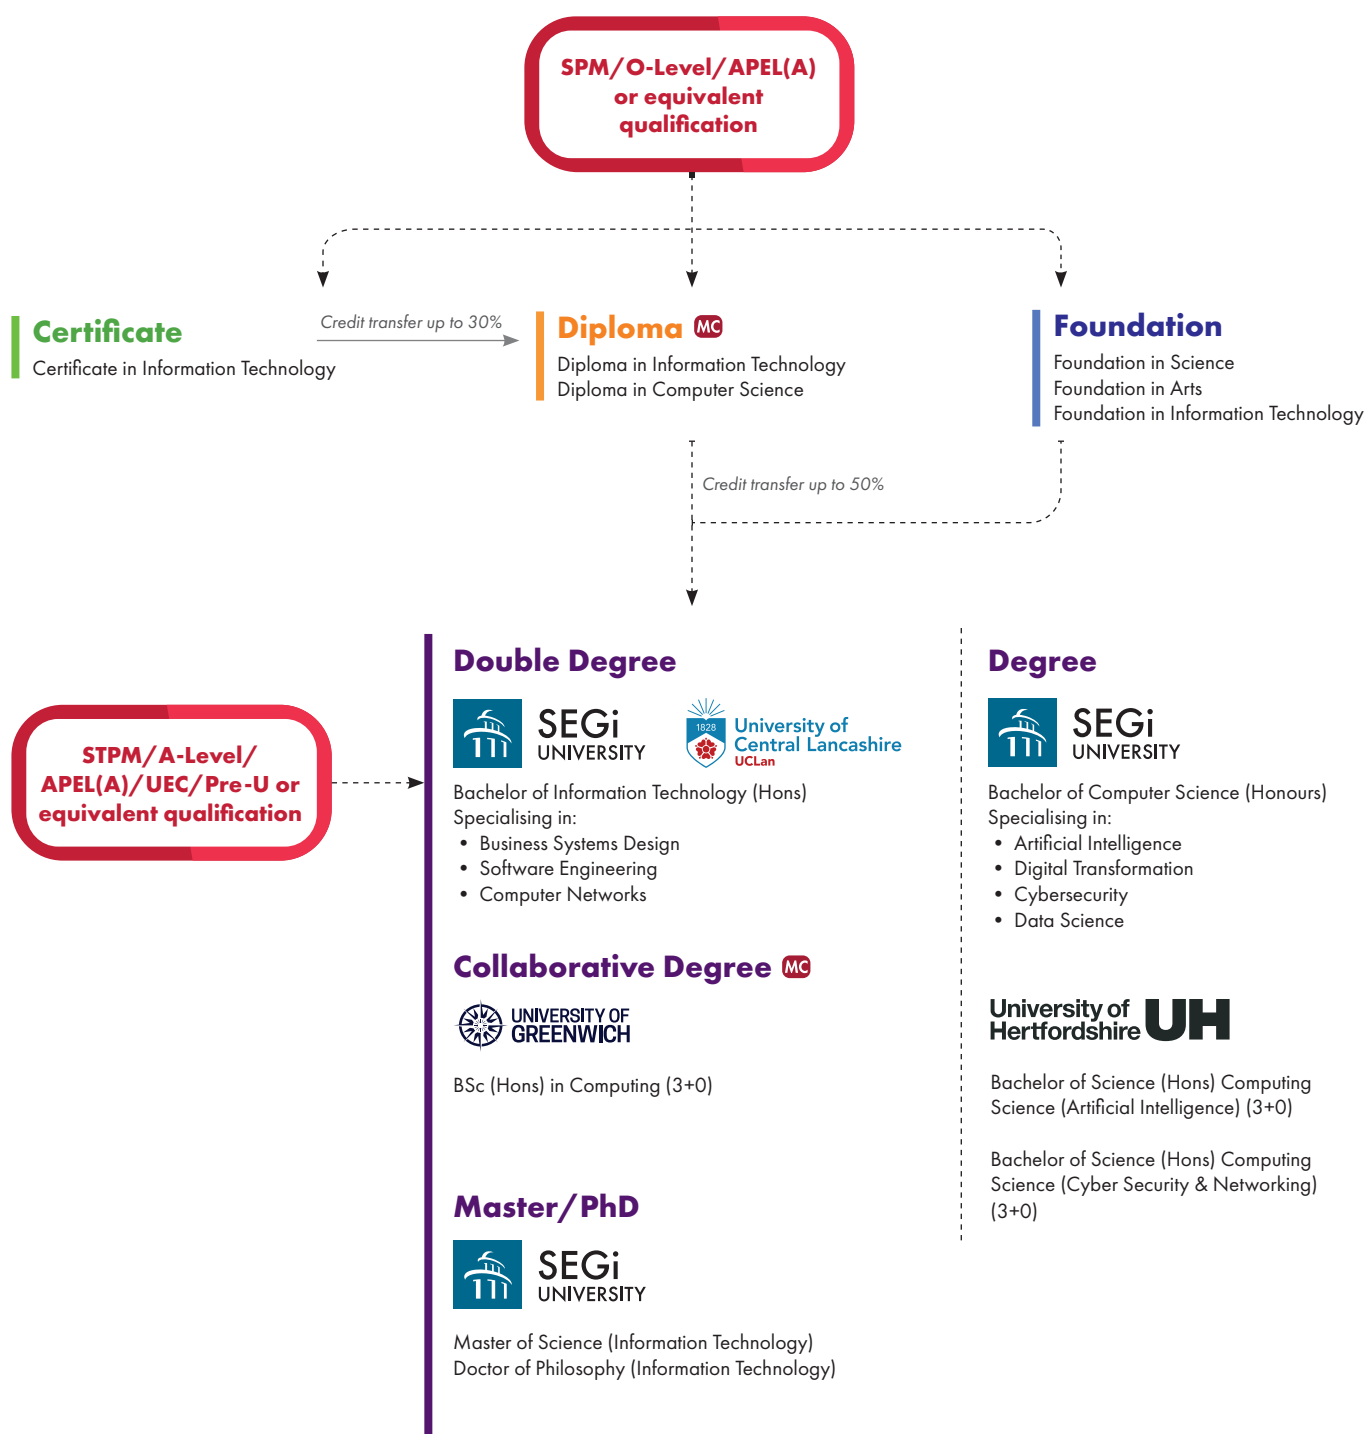 SPM/O-Level/APEL(A)
or equivalent
qualification
Certificate
Certificate in Information Technology
Credit transfer up to 30%
Diploma MC
Diploma in Information Technology
Diploma in Computer Science
Foundation
Foundation in Science
Foundation in Arts
Foundation in Information Technology
Credit transfer up to 50%
STPM/A-Level/
APEL(A)/UEC/Pre-U or
equivalent qualification
Double Degree
SEGi
UNIVERSITY
1828
University of
Central Lancashire
UCLan
Bachelor of Information Technology (Hons)
Specialising in:
• Business Systems Design
• Software Engineering
• Computer Networks
Collaborative Degree MC
UNIVERSITY OF
GREENWICH
BSc (Hons) in Computing (3+0)
Master/PhD
SEGi
UNIVERSITY
Master of Science (Information Technology)
Doctor of Philosophy (Information Technology)
Degree
SEGi
UNIVERSITY
Bachelor of Computer Science (Honours)
Specialising in:
• Artificial Intelligence
• Digital Transformation
• Cybersecurity
• Data Science
University of
Hertfordshire UH
Bachelor of Science (Hons) Computing
Science (Artificial Intelligence) (3+0)
Bachelor of Science (Hons) Computing
Science (Cyber Security & Networking)
(3+0)